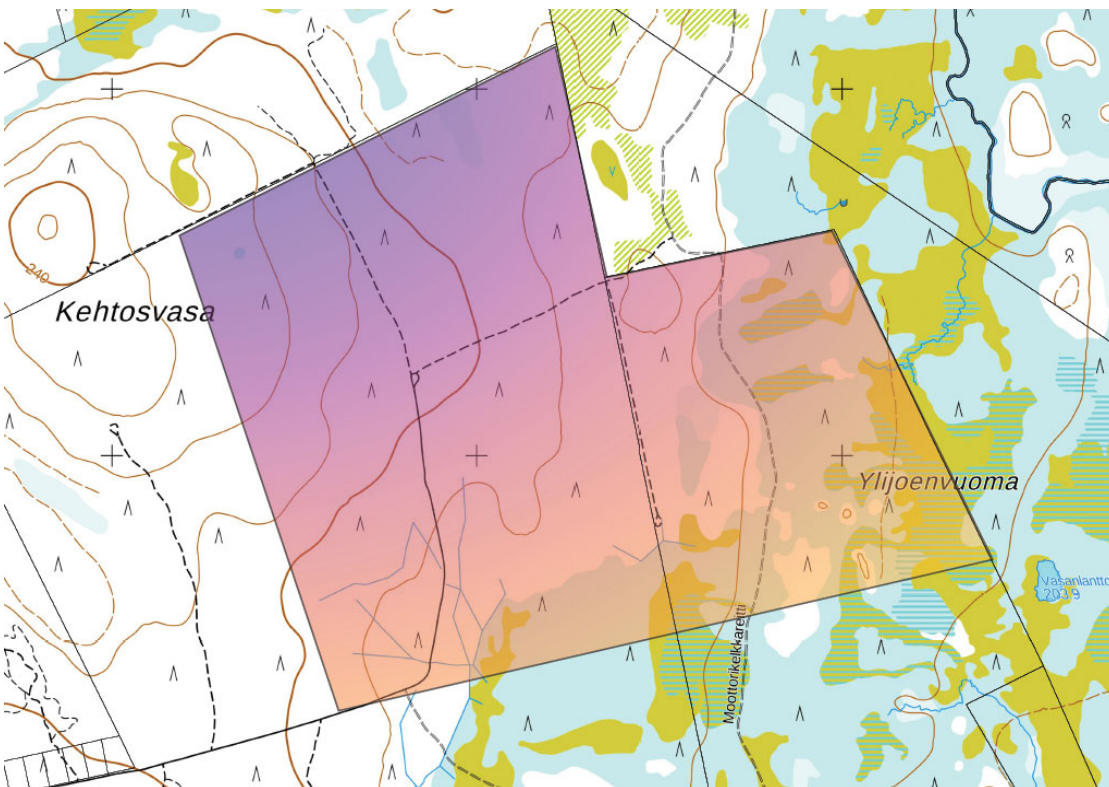 240
Kehtosvasa
Ylijoenvuoma
Vasanlantto
203.9
Moottorikelkkareitti
V